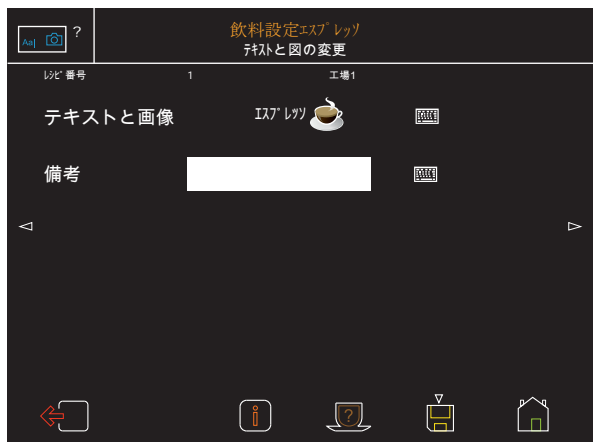 Aa| ?
飲料設定ｴｽﾌﾟﾚｯｿ
ﾃｷｽﾄと図の変更
ﾚｼﾋﾟ番号 1 工場1
テキストと画像 ｴｽﾌﾟﾚｯｿ
備考
i ?